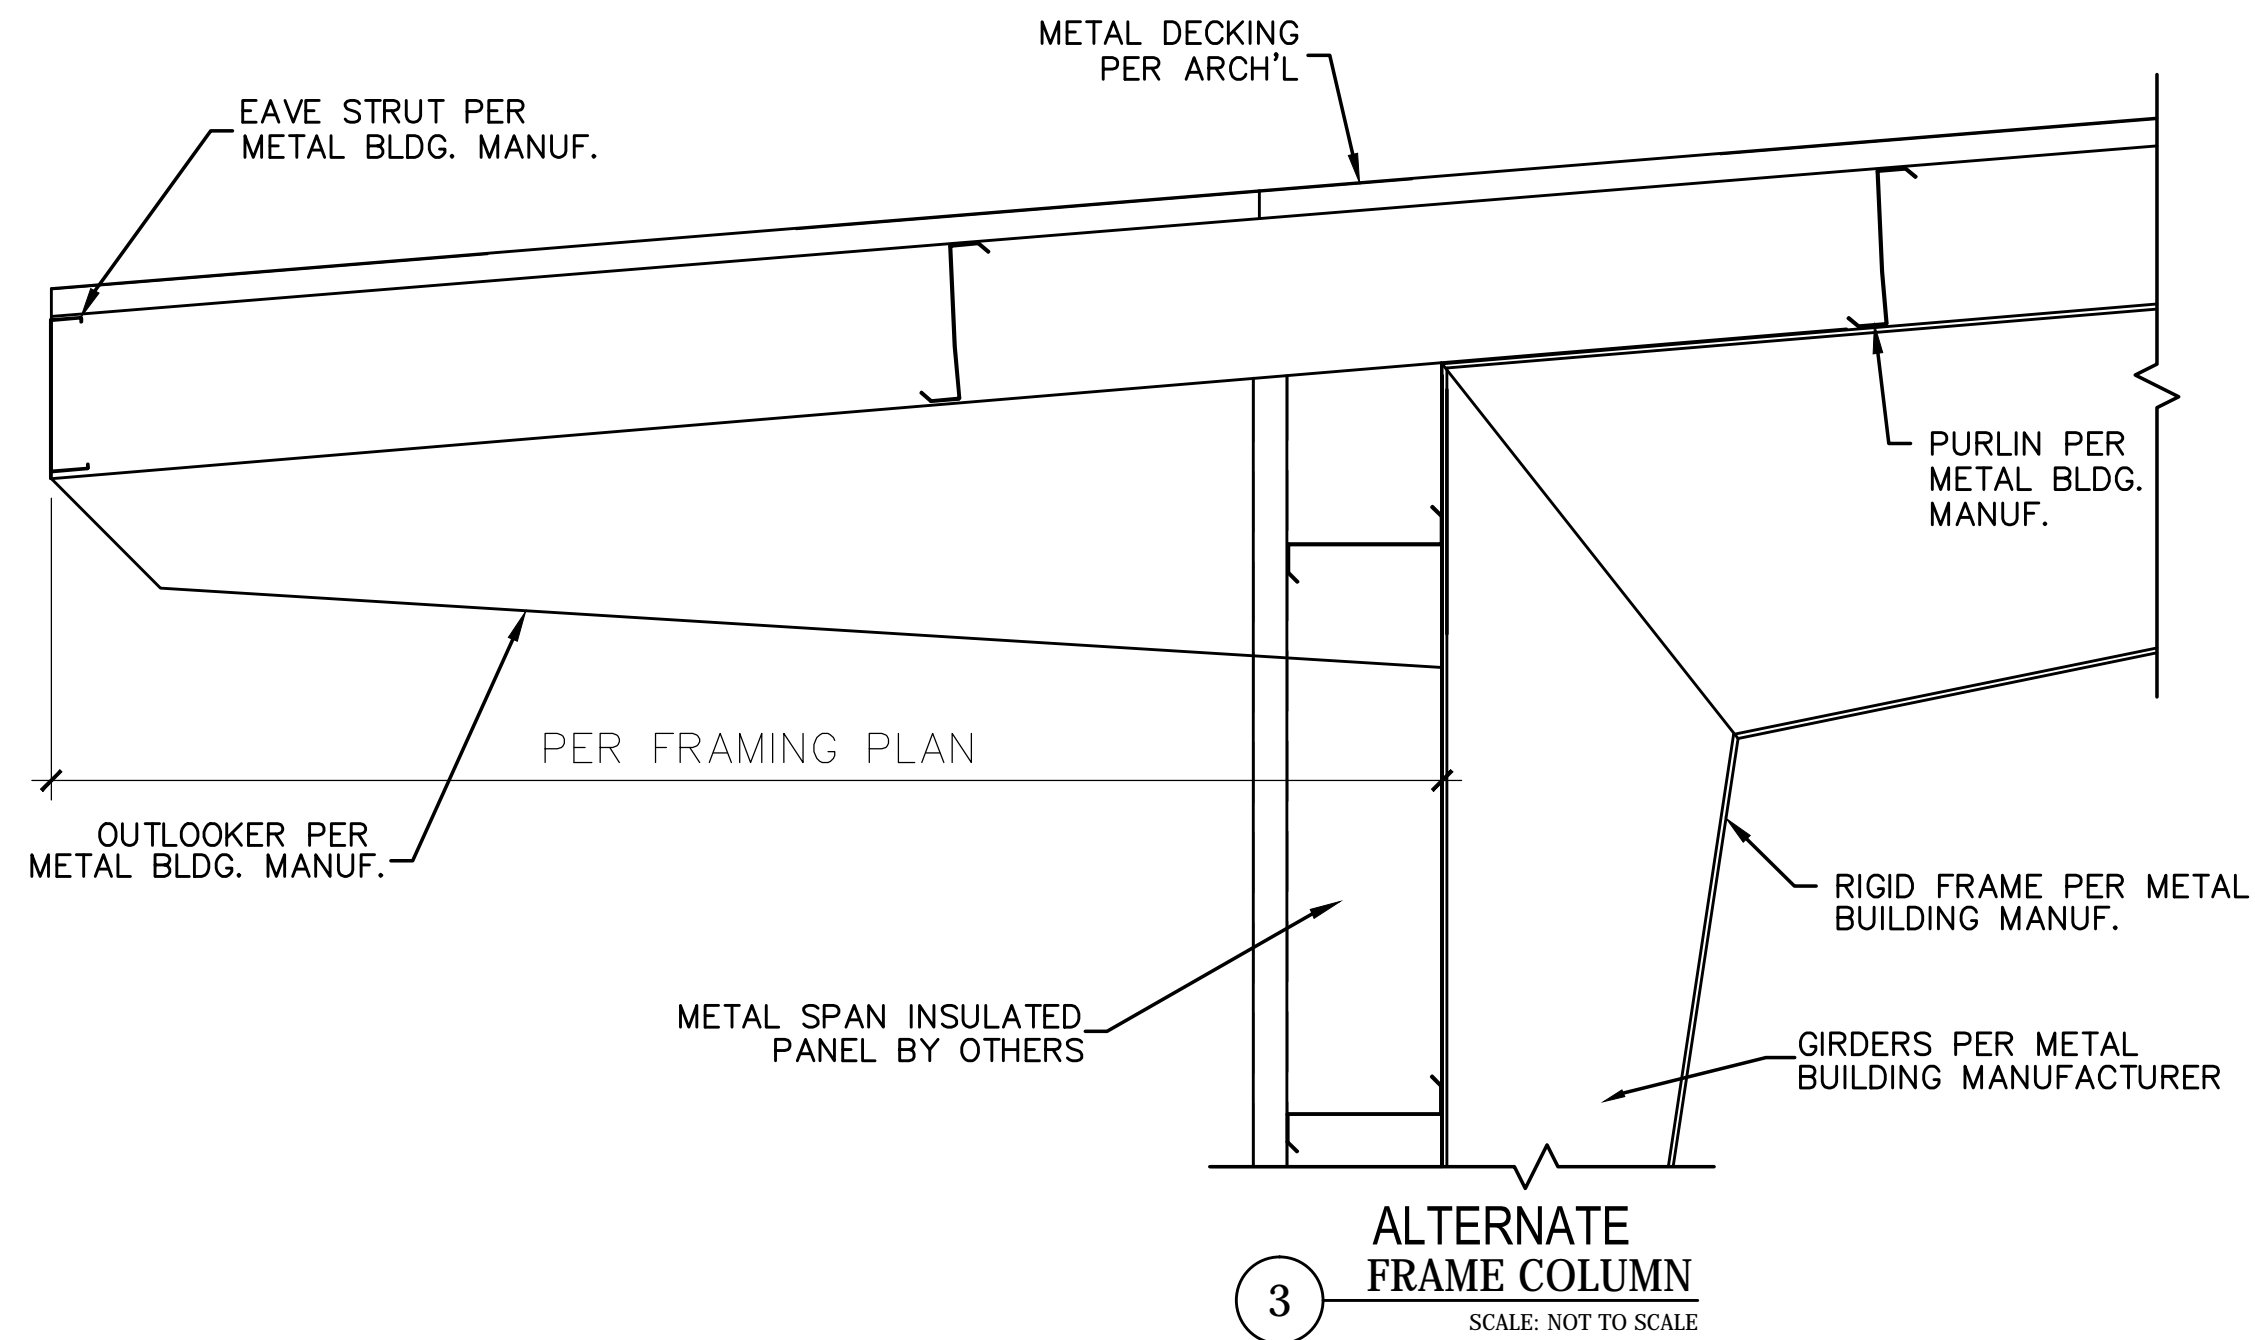 METAL DECKING
PER ARCH'L
EAVE STRUT PER
METAL BLDG. MANUF.
PURLIN PER
METAL BLDG.
MANUF.
PER FRAMING PLAN
OUTLOOKER PER
METAL BLDG. MANUF.
RIGID FRAME PER METAL
BUILDING MANUF.
METAL SPAN INSULATED
PANEL BY OTHERS
GIRDERS PER METAL
BUILDING MANUFACTURER
ALTERNATE
FRAME COLUMN
3
SCALE: NOT TO SCALE